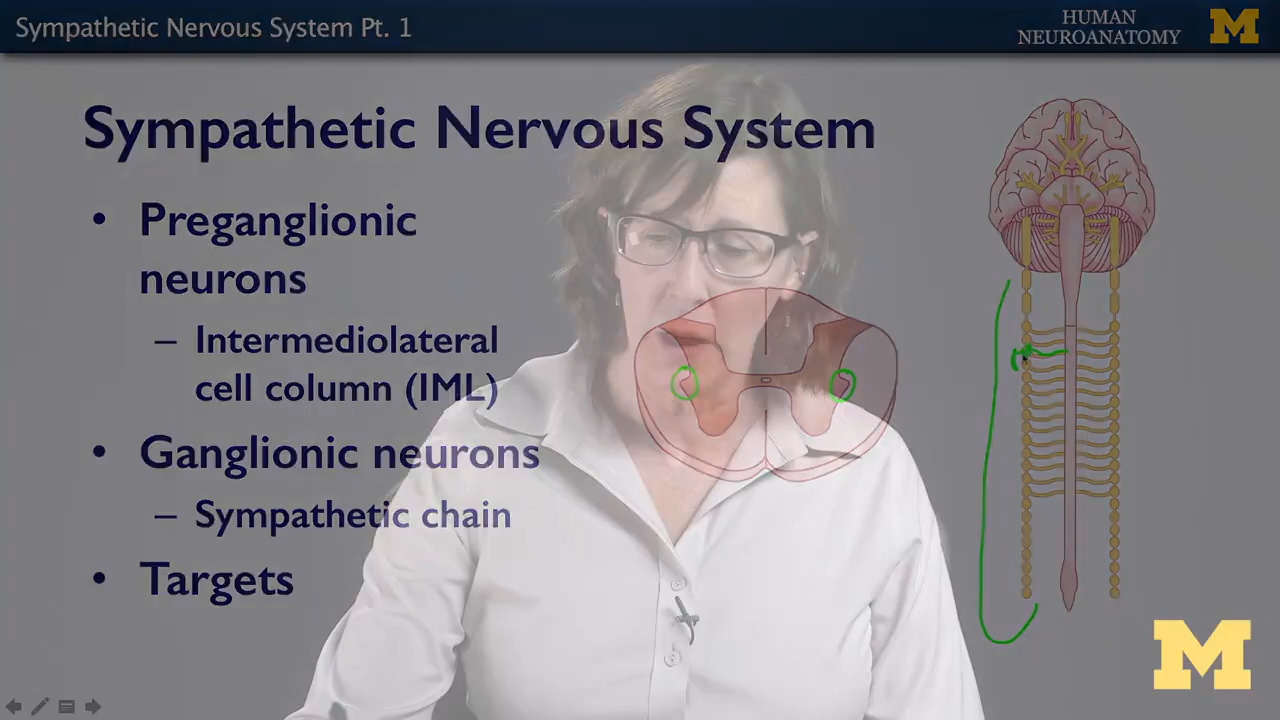 Sympathetic Nervous System Pt. 1
HUMAN
NEUROANATOMY
M
Sympathetic Nervous System
• Preganglionic
neurons
– Intermediolateral
cell column (IML)
• Ganglionic neurons
– Sympathetic chain
• Targets
M